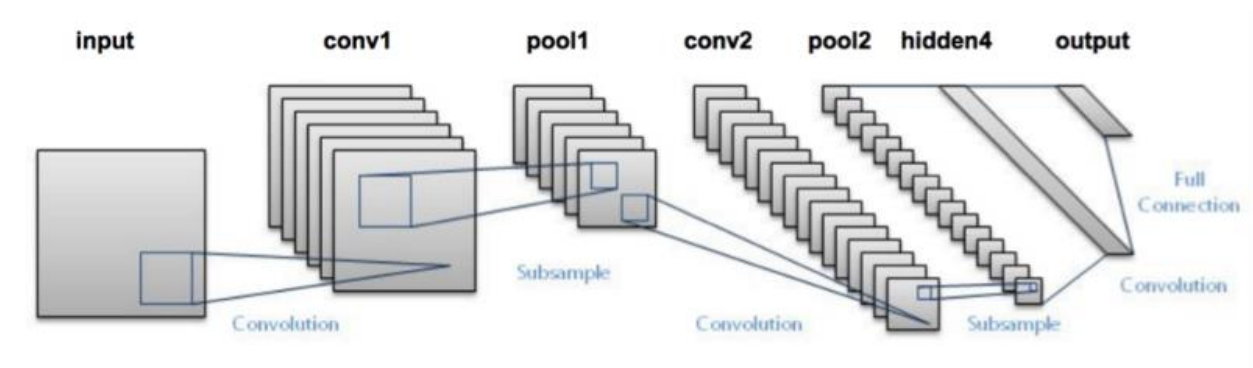 input conv1 pool1 conv2 pool2 hidden4 output
Full
Connection
Subsample
Convolution
Convolution Convolution Subsample